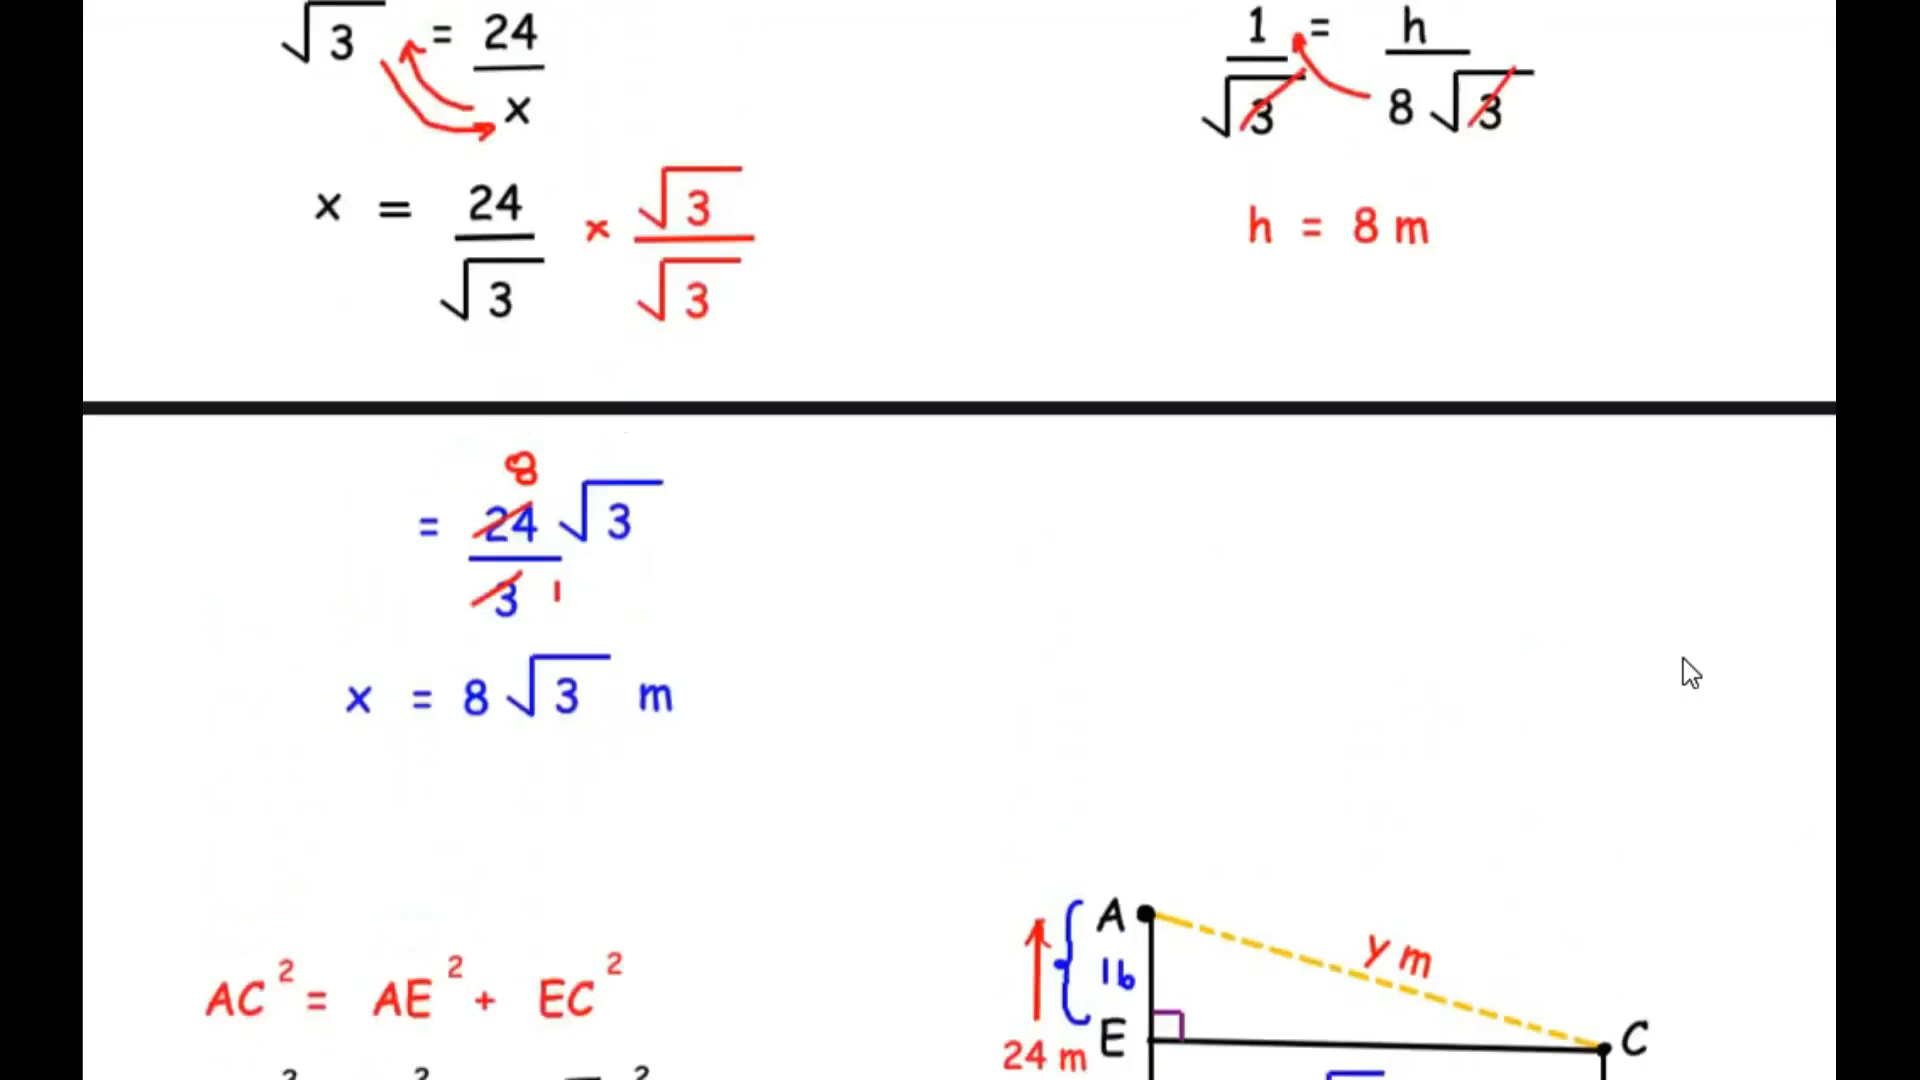 √3 = 24/x
x = 24/√3 × √3/√3
1/√3 = h/8√3
h = 8 m
8
= 24√3/3 1
x = 8√3 m
AC² = AE² + EC²
A
y m
16
E
24 m
C